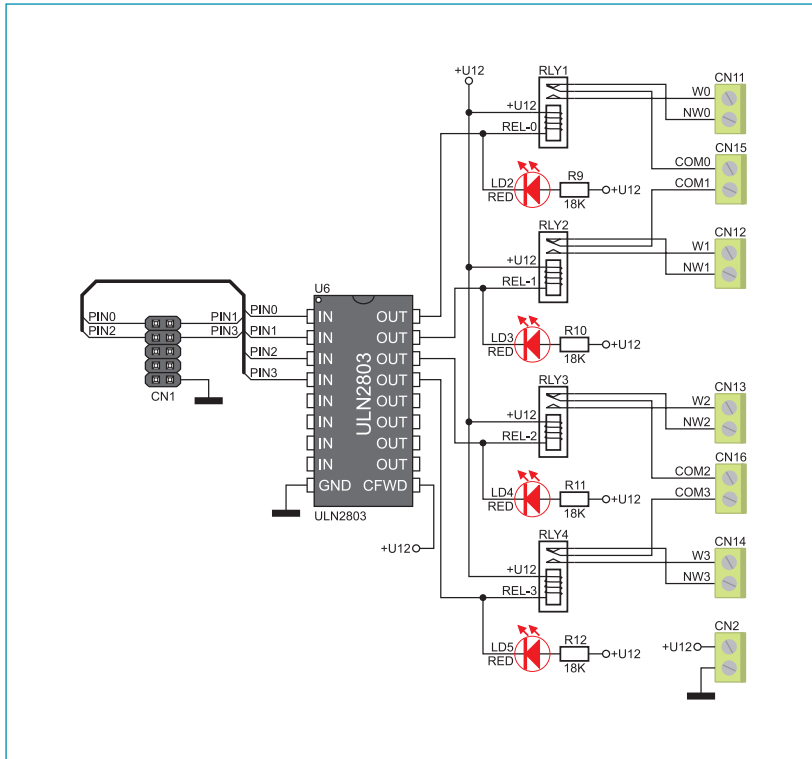 +U12
RLY1
CN11
W0
+U12
NW0
REL-0
CN15
COM0
LD2
RED
R9
18K
+U12
COM1
RLY2
CN12
W1
+U12
NW1
REL-1
LD3
RED
R10
18K
+U12
PIN0
PIN2
PIN1
PIN3
CN1
PIN0
PIN1
PIN2
PIN3
U6
IN OUT
IN OUT
IN OUT
IN OUT
IN OUT
IN OUT
IN OUT
IN OUT
GND CFWD
ULN2803
ULN2803
+U12
RLY3
CN13
W2
+U12
NW2
REL-2
CN16
COM2
LD4
RED
R11
18K
+U12
COM3
RLY4
CN14
W3
+U12
NW3
REL-3
LD5
RED
R12
18K
+U12
CN2
+U12